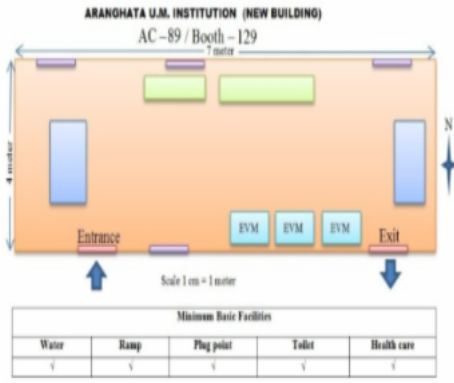 ARANGHATA U.M. INSTITUTION (NEW BUILDING)
AC –89 / Booth –129
7 meter
4 meter
N
EVM EVM EVM
Entrance Exit
Scale 1 cm = 1 meter
Minimum Basic Facilities
Water Ramp Plug point Toilet Health care
√ √ √ √ √